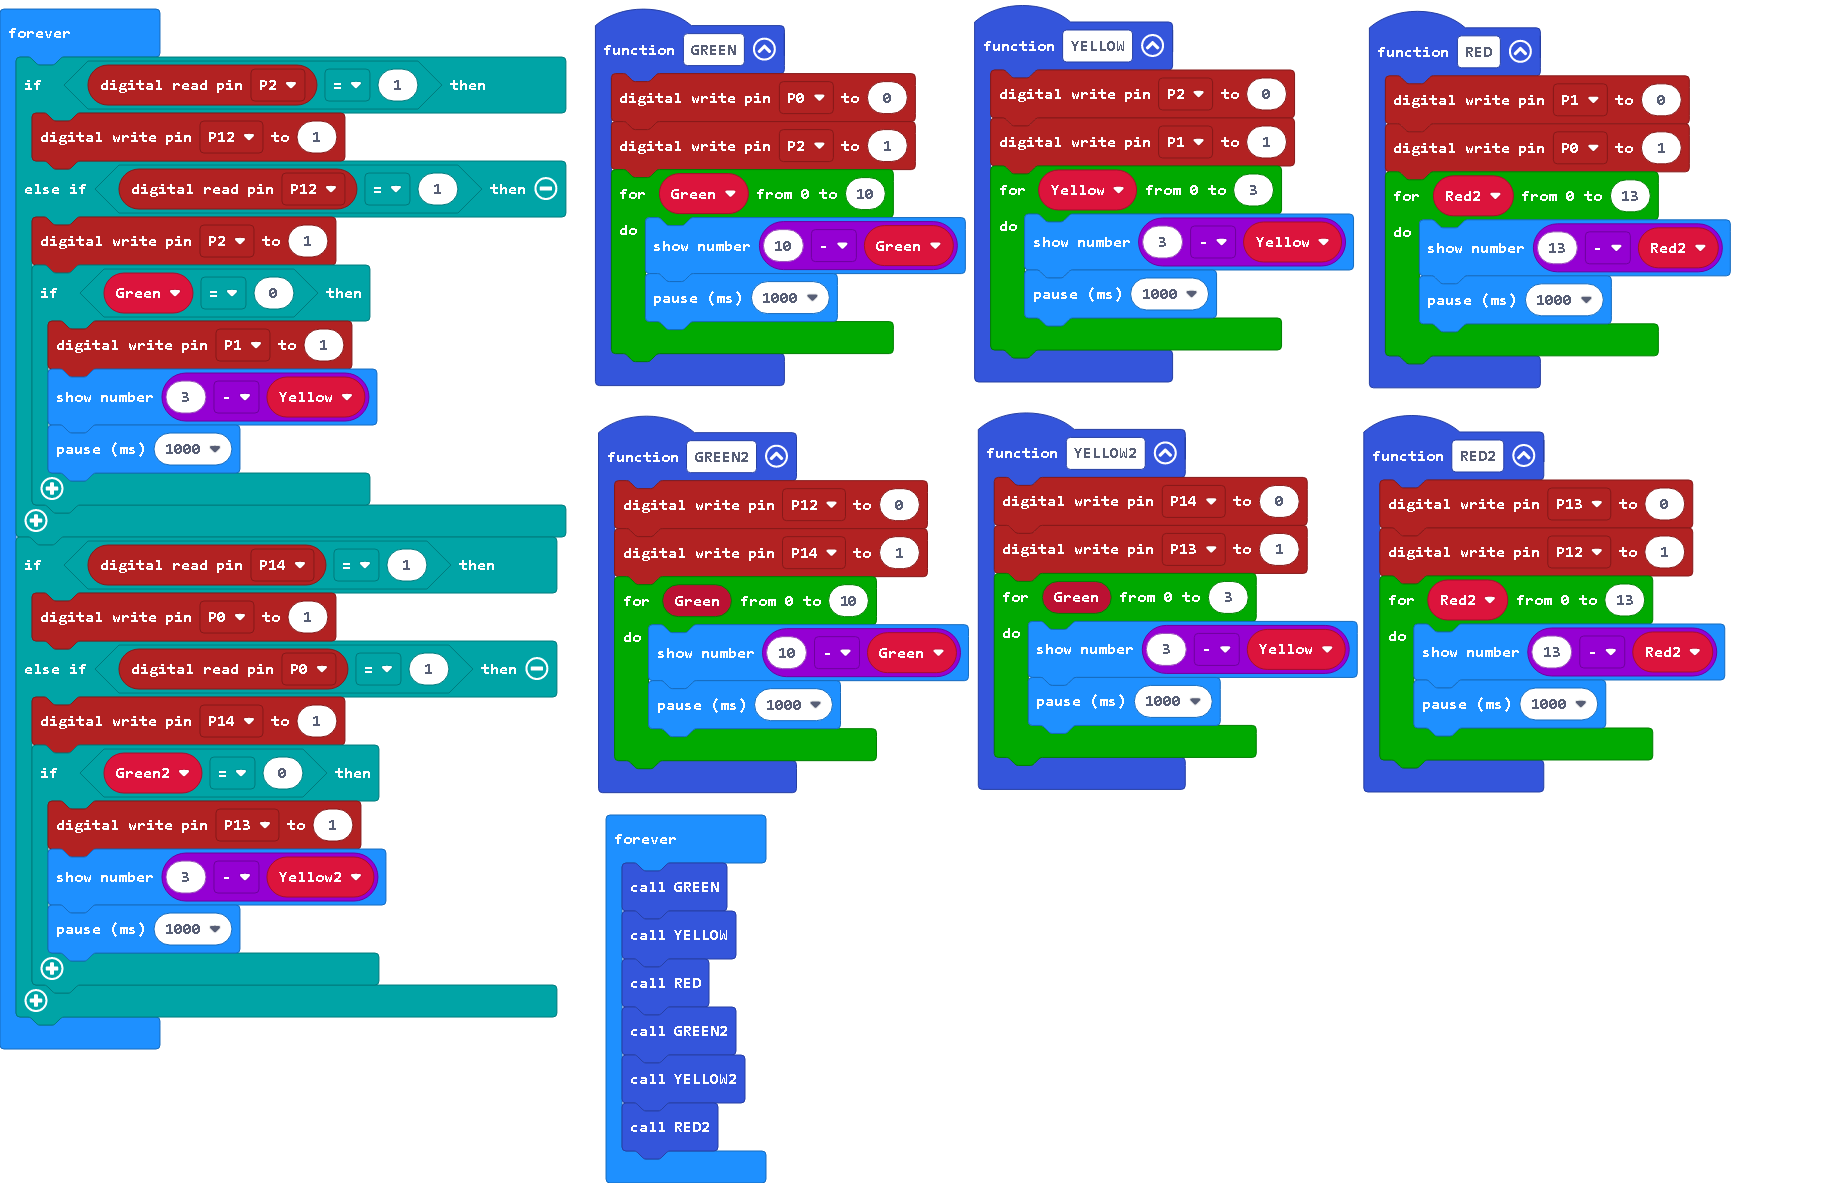 forever
if digital read pin P2 = 1 then
digital write pin P12 to 1
else if digital read pin P12 = 1 then
digital write pin P2 to 1
if Green = 0 then
digital write pin P1 to 1
show number 3 - Yellow
pause (ms) 1000
if digital read pin P14 = 1 then
digital write pin P0 to 1
else if digital read pin P0 = 1 then
digital write pin P14 to 1
if Green2 = 0 then
digital write pin P13 to 1
show number 3 - Yellow2
pause (ms) 1000
function GREEN
digital write pin P0 to 0
digital write pin P2 to 1
for Green from 0 to 10
do
show number 10 - Green
pause (ms) 1000
function YELLOW
digital write pin P2 to 0
digital write pin P1 to 1
for Yellow from 0 to 3
do
show number 3 - Yellow
pause (ms) 1000
function RED
digital write pin P1 to 0
digital write pin P0 to 1
for Red2 from 0 to 13
do
show number 13 - Red2
pause (ms) 1000
function GREEN2
digital write pin P12 to 0
digital write pin P14 to 1
for Green from 0 to 10
do
show number 10 - Green
pause (ms) 1000
function YELLOW2
digital write pin P14 to 0
digital write pin P13 to 1
for Green from 0 to 3
do
show number 3 - Yellow
pause (ms) 1000
function RED2
digital write pin P13 to 0
digital write pin P12 to 1
for Red2 from 0 to 13
do
show number 13 - Red2
pause (ms) 1000
forever
call GREEN
call YELLOW
call RED
call GREEN2
call YELLOW2
call RED2